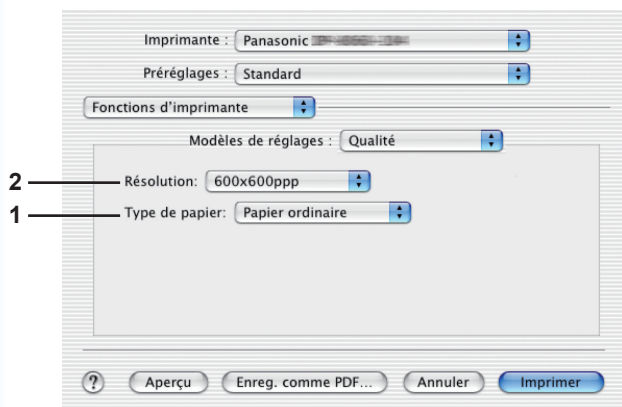 Imprimante : Panasonic
Préréglages : Standard
Fonctions d'imprimante
Modèles de réglages : Qualité
2 Résolution: 600x600ppp
1 Type de papier: Papier ordinaire
? Aperçu Enreg. comme PDF... Annuler Imprimer